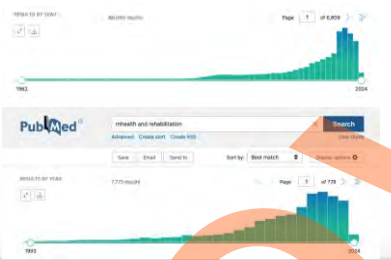 RESULTS BY YEAR
Page 1 of 6,809
1963 2024
PubMed®
mhealth and rehabilitation
Search
Advanced Create alert Create RSS User Guide
Save Email Send to Sort by: Best match Display options
RESULTS BY YEAR
7,773 results
Page 1 of 778
1993 2024